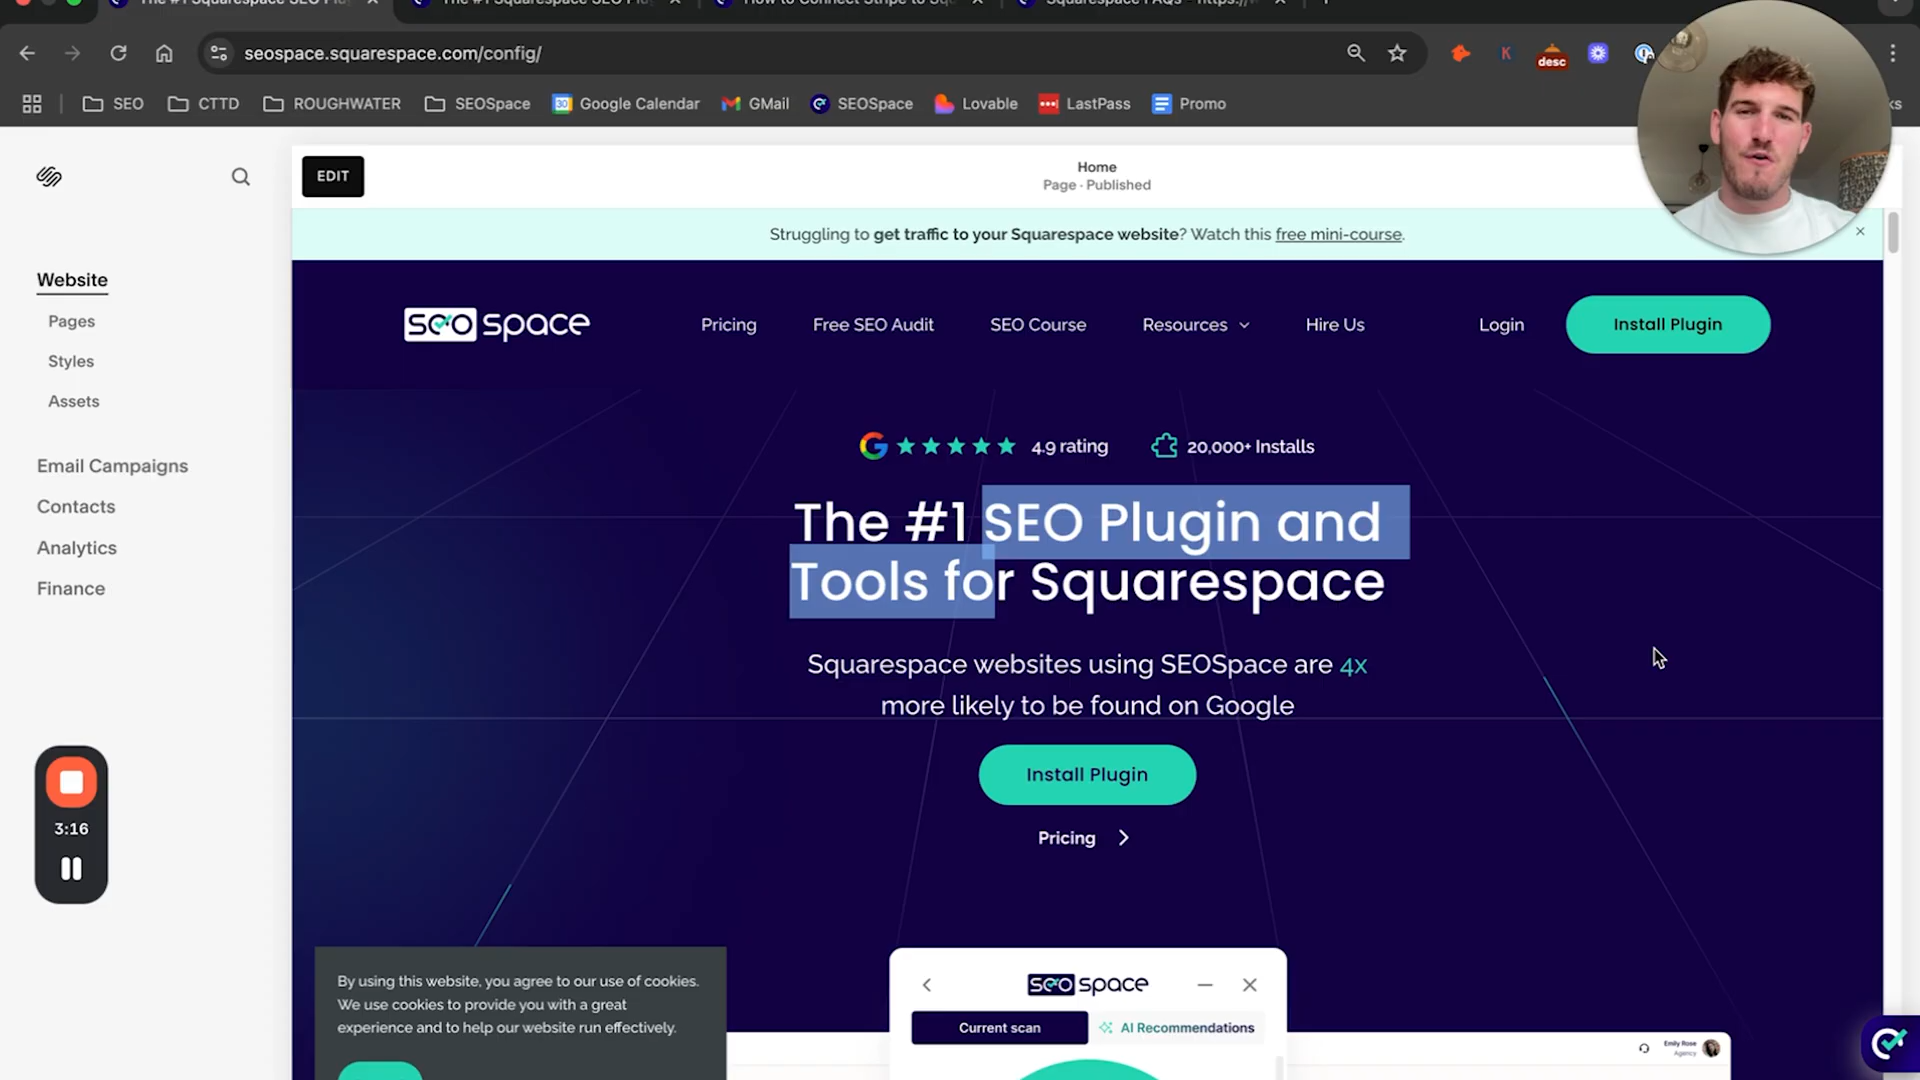 seospace.squarespace.com/config/
desc
SEO
CTTD
ROUGHWATER
SEOSpace
Google Calendar
GMail
SEOSpace
Lovable
LastPass
Promo
EDIT
Home
Page · Published
Struggling to get traffic to your Squarespace website? Watch this free mini-course.
Website
Pages
Styles
Assets
Email Campaigns
Contacts
Analytics
Finance
seo space
Pricing
Free SEO Audit
SEO Course
Resources
Hire Us
Login
Install Plugin
4.9 rating
20,000+ Installs
The #1 SEO Plugin and
Tools for Squarespace
Squarespace websites using SEOSpace are 4x
more likely to be found on Google
Install Plugin
Pricing
3:16
By using this website, you agree to our use of cookies.
We use cookies to provide you with a great
experience and to help our website run effectively.
seo space
Current scan
AI Recommendations
Emily Rose
Agency